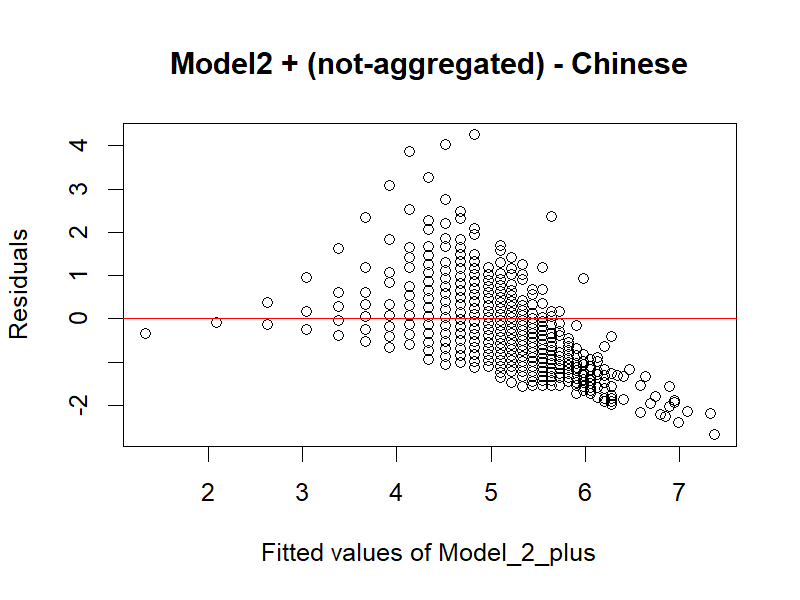 Model2 + (not-aggregated) - Chinese
4
3
2
1
0
-2
Residuals
2 3 4 5 6 7
Fitted values of Model_2_plus